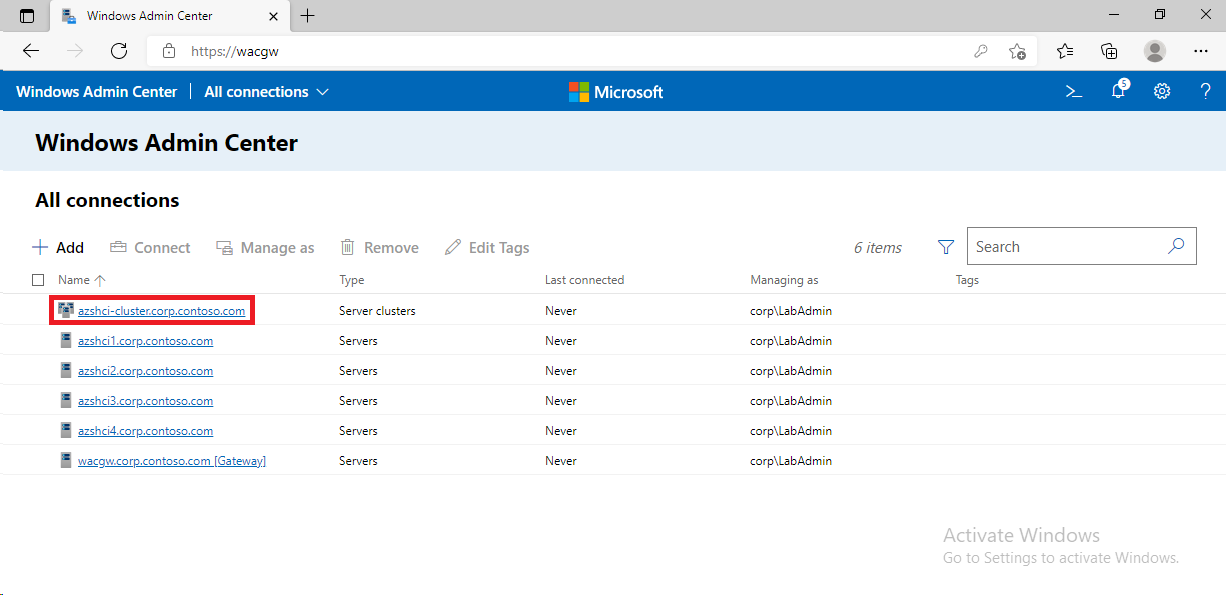 Windows Admin Center
https://wacgw
Windows Admin Center All connections Microsoft 5 ?
Windows Admin Center
All connections
Add Connect Manage as Remove Edit Tags 6 items Search
Name Type Last connected Managing as Tags
azshci-cluster.corp.contoso.com Server clusters Never corp\LabAdmin
azshci1.corp.contoso.com Servers Never corp\LabAdmin
azshci2.corp.contoso.com Servers Never corp\LabAdmin
azshci3.corp.contoso.com Servers Never corp\LabAdmin
azshci4.corp.contoso.com Servers Never corp\LabAdmin
wacgw.corp.contoso.com [Gateway] Servers Never corp\LabAdmin
Activate Windows
Go to Settings to activate Windows.